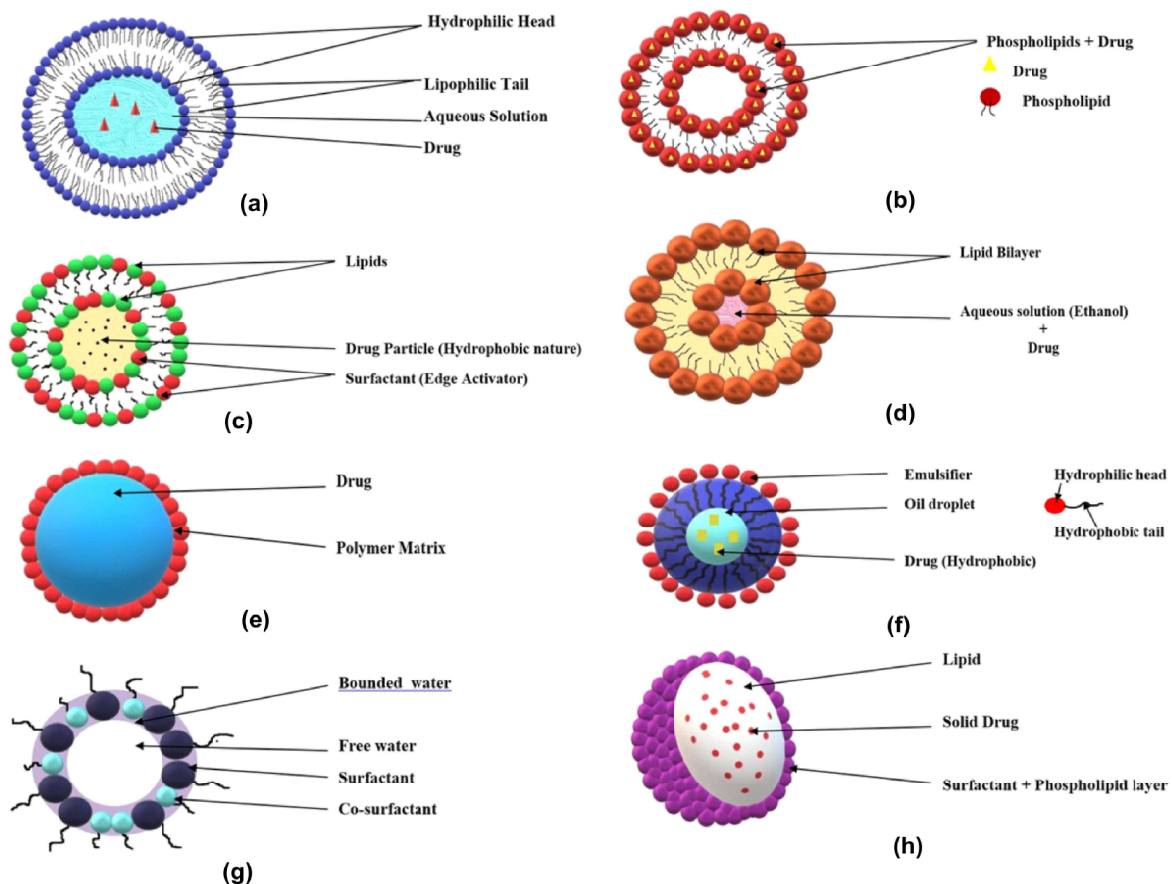 Hydrophilic Head
Lipophilic Tail
Aqueous Solution
Drug
(a)
Phospholipids + Drug
Drug
Phospholipid
(b)
Lipids
Drug Particle (Hydrophobic nature)
Surfactant (Edge Activator)
(c)
Lipid Bilayer
Aqueous solution (Ethanol)
+
Drug
(d)
Drug
Polymer Matrix
(e)
Emulsifier
Oil droplet
Drug (Hydrophobic)
Hydrophilic head
Hydrophobic tail
(f)
Bounded water
Free water
Surfactant
Co-surfactant
(g)
Lipid
Solid Drug
Surfactant + Phospholipid layer
(h)